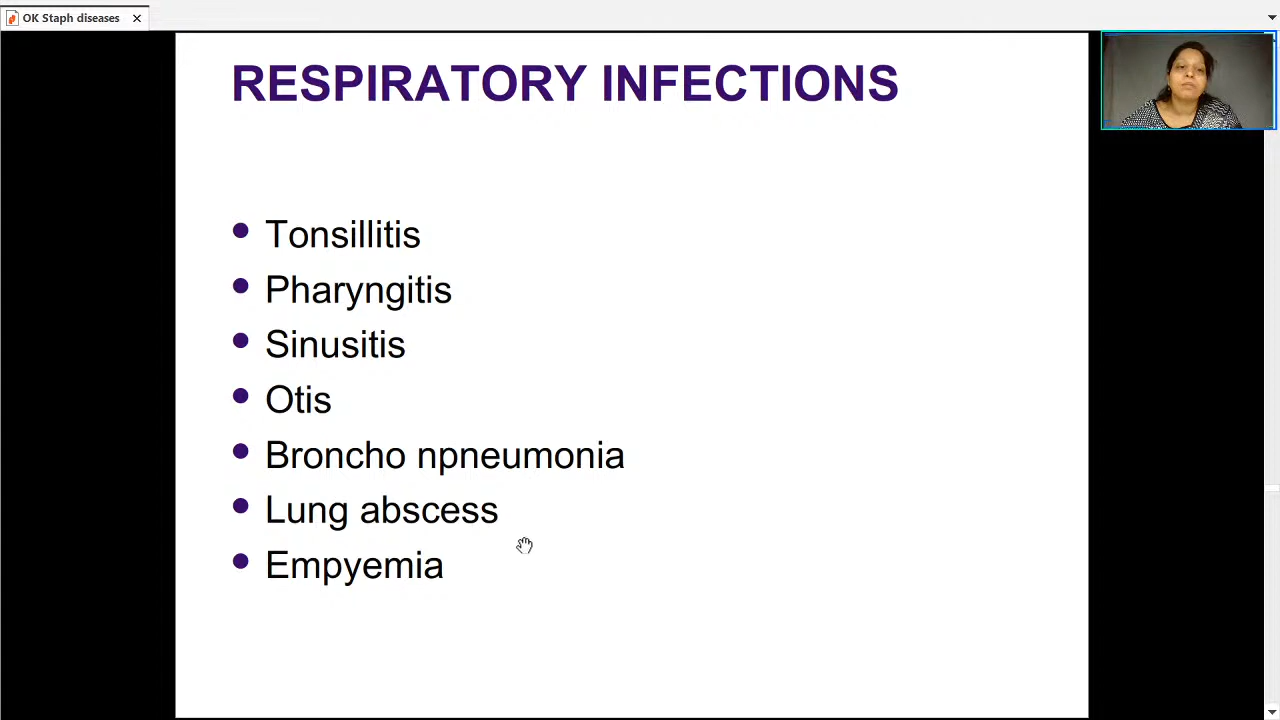 OK Staph diseases
RESPIRATORY INFECTIONS
• Tonsillitis
• Pharyngitis
• Sinusitis
• Otis
• Broncho npneumonia
• Lung abscess
• Empyemia